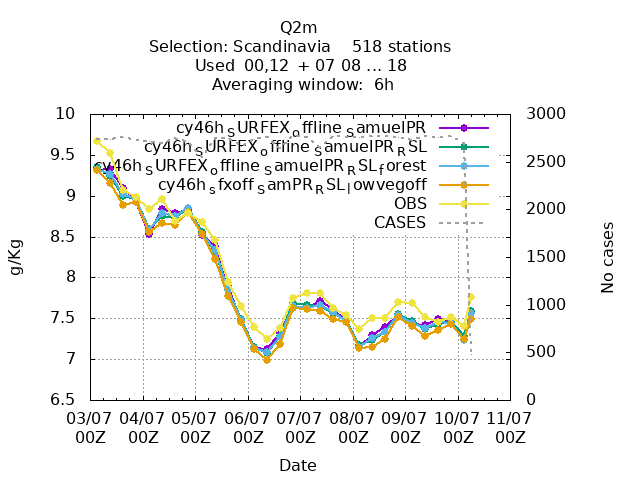 Q2m
Selection: Scandinavia 518 stations
Used 00,12 + 07 08 ... 18
Averaging window: 6h
10 3000
cy46h_SURFEX_offline_SamuelPR
cy46h_SURFEX_offline_SamuelPR_RSL
9.5 2500
cy46h_SURFEX_offline_SamuelPR_RSL_forest
cy46h_sfxoff_SamPR_RSL_lowvegoff
9 2000
OBS
CASES
8.5 1500
g/Kg
No cases
8 1000
7.5
7 500
6.5 0
03/07 04/07 05/07 06/07 07/07 08/07 09/07 10/07 11/07
00Z 00Z 00Z 00Z 00Z 00Z 00Z 00Z 00Z
Date